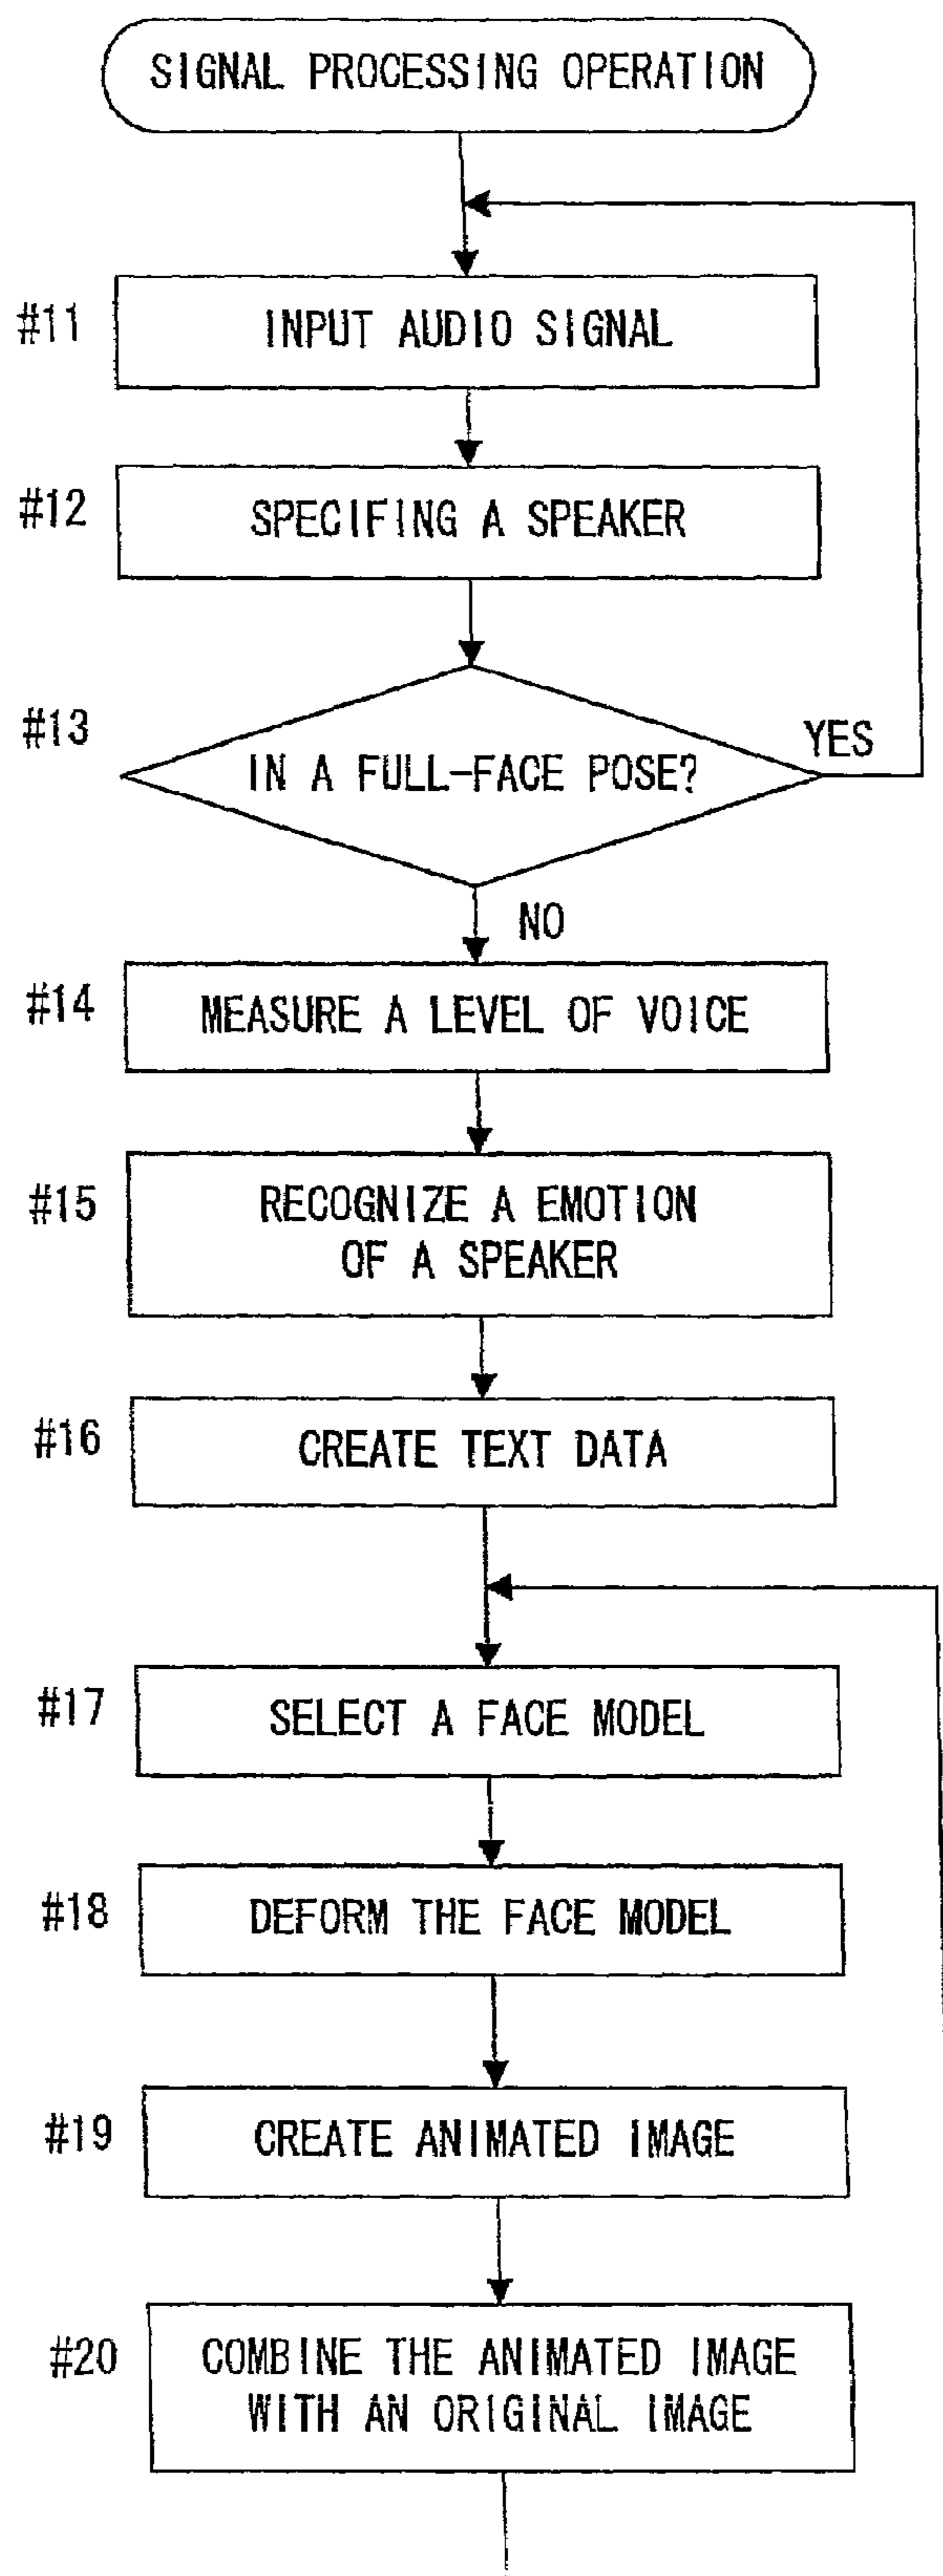 SIGNAL PROCESSING OPERATION
#11
INPUT AUDIO SIGNAL
#12
SPECIFING A SPEAKER
#13
IN A FULL-FACE POSE?
YES
NO
#14
MEASURE A LEVEL OF VOICE
#15
RECOGNIZE A EMOTION
OF A SPEAKER
#16
CREATE TEXT DATA
#17
SELECT A FACE MODEL
#18
DEFORM THE FACE MODEL
#19
CREATE ANIMATED IMAGE
#20
COMBINE THE ANIMATED IMAGE
WITH AN ORIGINAL IMAGE